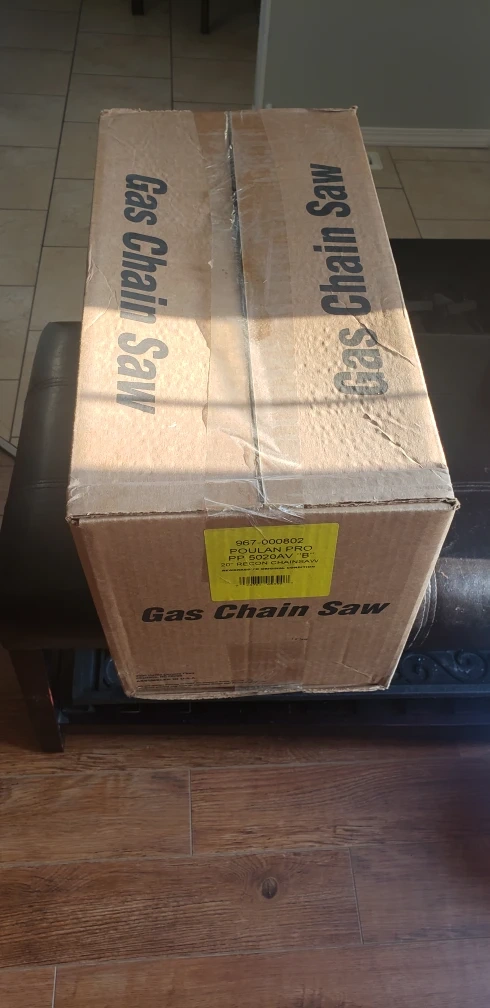 Gas Chain Saw
Gas Chain Saw
967-000802
POULAN PRO
PP 5020AV "B"
20" RECON CHAINSAW
Gas Chain Saw